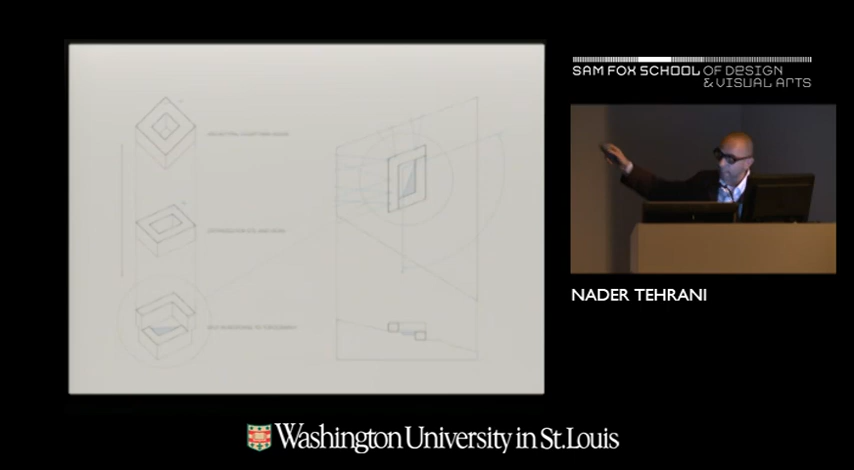 SAM FOX SCHOOL OF DESIGN
& VISUAL ARTS
NADER TEHRANI
Washington University in St. Louis